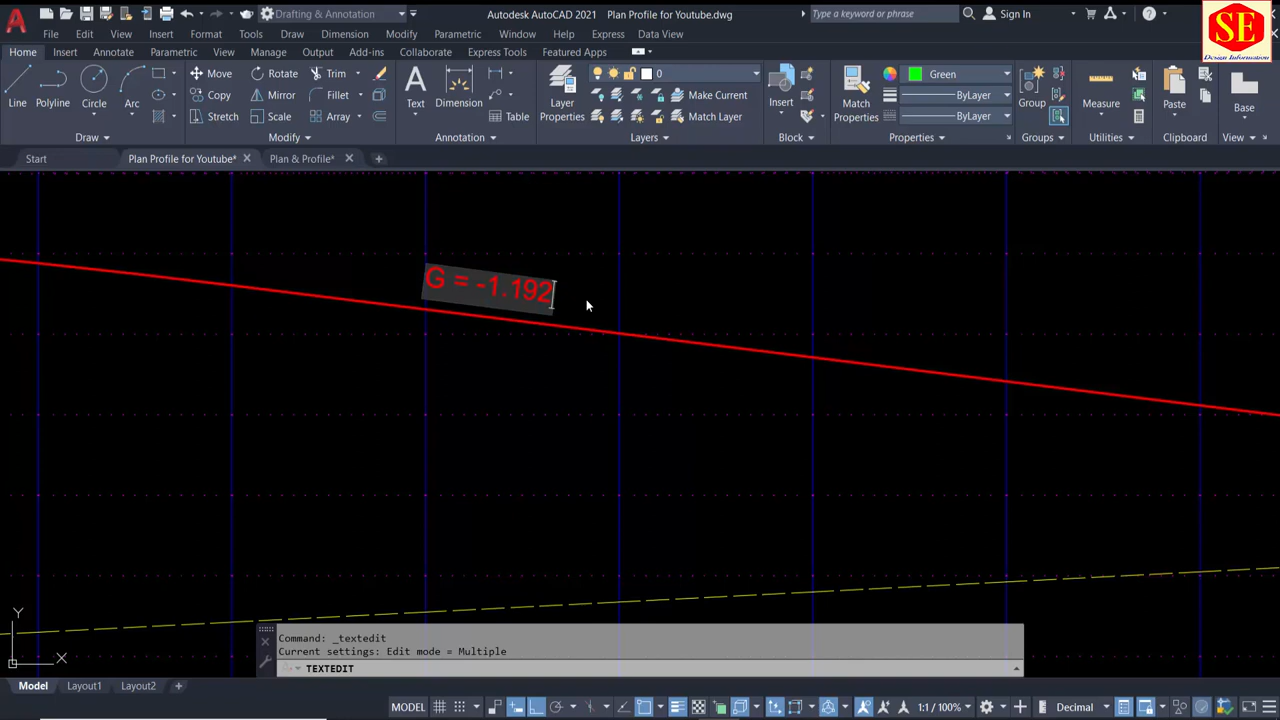 Drafting & Annotation
Autodesk AutoCAD 2021 Plan Profile for Youtube.dwg
Type a keyword or phrase
Sign In
SE
Design Information
File Edit View Insert Format Tools Draw Dimension Modify Parametric Window Help Express Data View
Home Insert Annotate Parametric View Manage Output Add-ins Collaborate Express Tools Featured Apps
Line Polyline Circle Arc
Move Rotate Trim
Copy Mirror Fillet
Stretch Scale Array
Text Dimension
Table
Layer Properties
0
Make Current
Match Layer
Insert
Match Properties
Green
ByLayer
ByLayer
Group
Measure
Paste
Base
Draw Modify Annotation Layers Block Properties Groups Utilities Clipboard View
Start Plan Profile for Youtube* Plan & Profile*
G = -1.192
Y
X
Command: _textedit
Current settings: Edit mode = Multiple
TEXTEDIT
Model Layout1 Layout2
MODEL
1:1 / 100%
Decimal